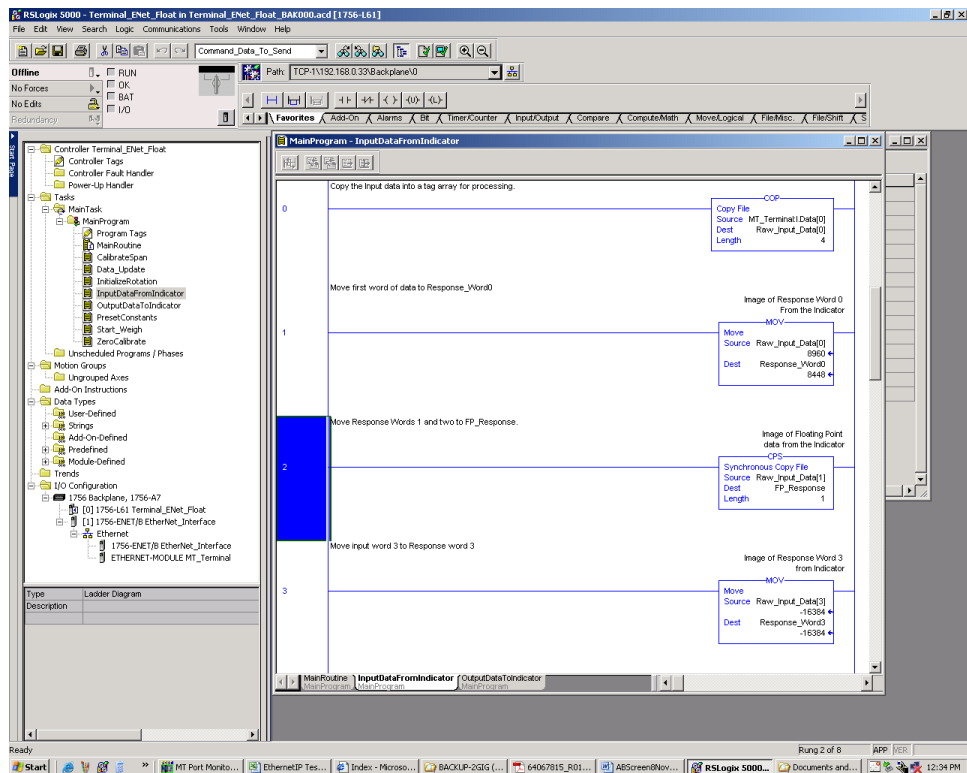 RSLogix 5000 - Terminal_ENet_Float in Terminal_ENet_Float_BAK000.acd [1756-L61]
File Edit View Search Logic Communications Tools Window Help
Command_Data_To_Send
Offline
RUN
Path: TCP-1\192.168.0.33\Backplane\0
No Forces
OK
No Edits
BAT
I/O
Redundancy
Favorites Add-On Alarms Bit Timer/Counter Input/Output Compare Compute/Math Move/Logical File/Misc. File/Shift S
Start Page
Controller Terminal_ENet_Float
Controller Tags
Controller Fault Handler
Power-Up Handler
Tasks
MainTask
MainProgram
Program Tags
MainRoutine
CalibrateSpan
Data_Update
InitializeRotation
InputDataFromIndicator
OutputDataToIndicator
PresetConstants
Start_Weigh
ZeroCalibrate
Unscheduled Programs / Phases
Motion Groups
Ungrouped Axes
Add-On Instructions
Data Types
User-Defined
Strings
Add-On-Defined
Predefined
Module-Defined
Trends
I/O Configuration
1756 Backplane, 1756-A7
[0] 1756-L61 Terminal_ENet_Float
[1] 1756-ENET/B EtherNet_Interface
Ethernet
1756-ENET/B EtherNet_Interface
ETHERNET-MODULE MT_Terminal
Type Ladder Diagram
Description
MainProgram - InputDataFromIndicator
Copy the Input data into a tag array for processing.
0
COP
Copy File
Source MT_Terminal:I.Data[0]
Dest Raw_Input_Data[0]
Length 4
Move first word of data to Response_Word0
Image of Response Word 0
From the Indicator
1
MOV
Move
Source Raw_Input_Data[0]
8960
Dest Response_Word0
8448
Move Response Words 1 and two to FP_Response.
Image of Floating Point
data from the Indicator
2
CPS
Synchronous Copy File
Source Raw_Input_Data[1]
Dest FP_Response
Length 1
Move input word 3 to Response word 3
Image of Response Word 3
from Indicator
3
MOV
Move
Source Raw_Input_Data[3]
-16384
Dest Response_Word3
-16384
MainRoutine InputDataFromIndicator OutputDataToIndicator
MainProgram MainProgram MainProgram
Ready
Rung 2 of 8 APP VER
Start MT Port Monito... EthernetIP Tes... Index - Microso... BACKUP-2GIG (... 64067815_R01... ABScreen8Nov... RSLogix 5000... Documents and... 12:34 PM